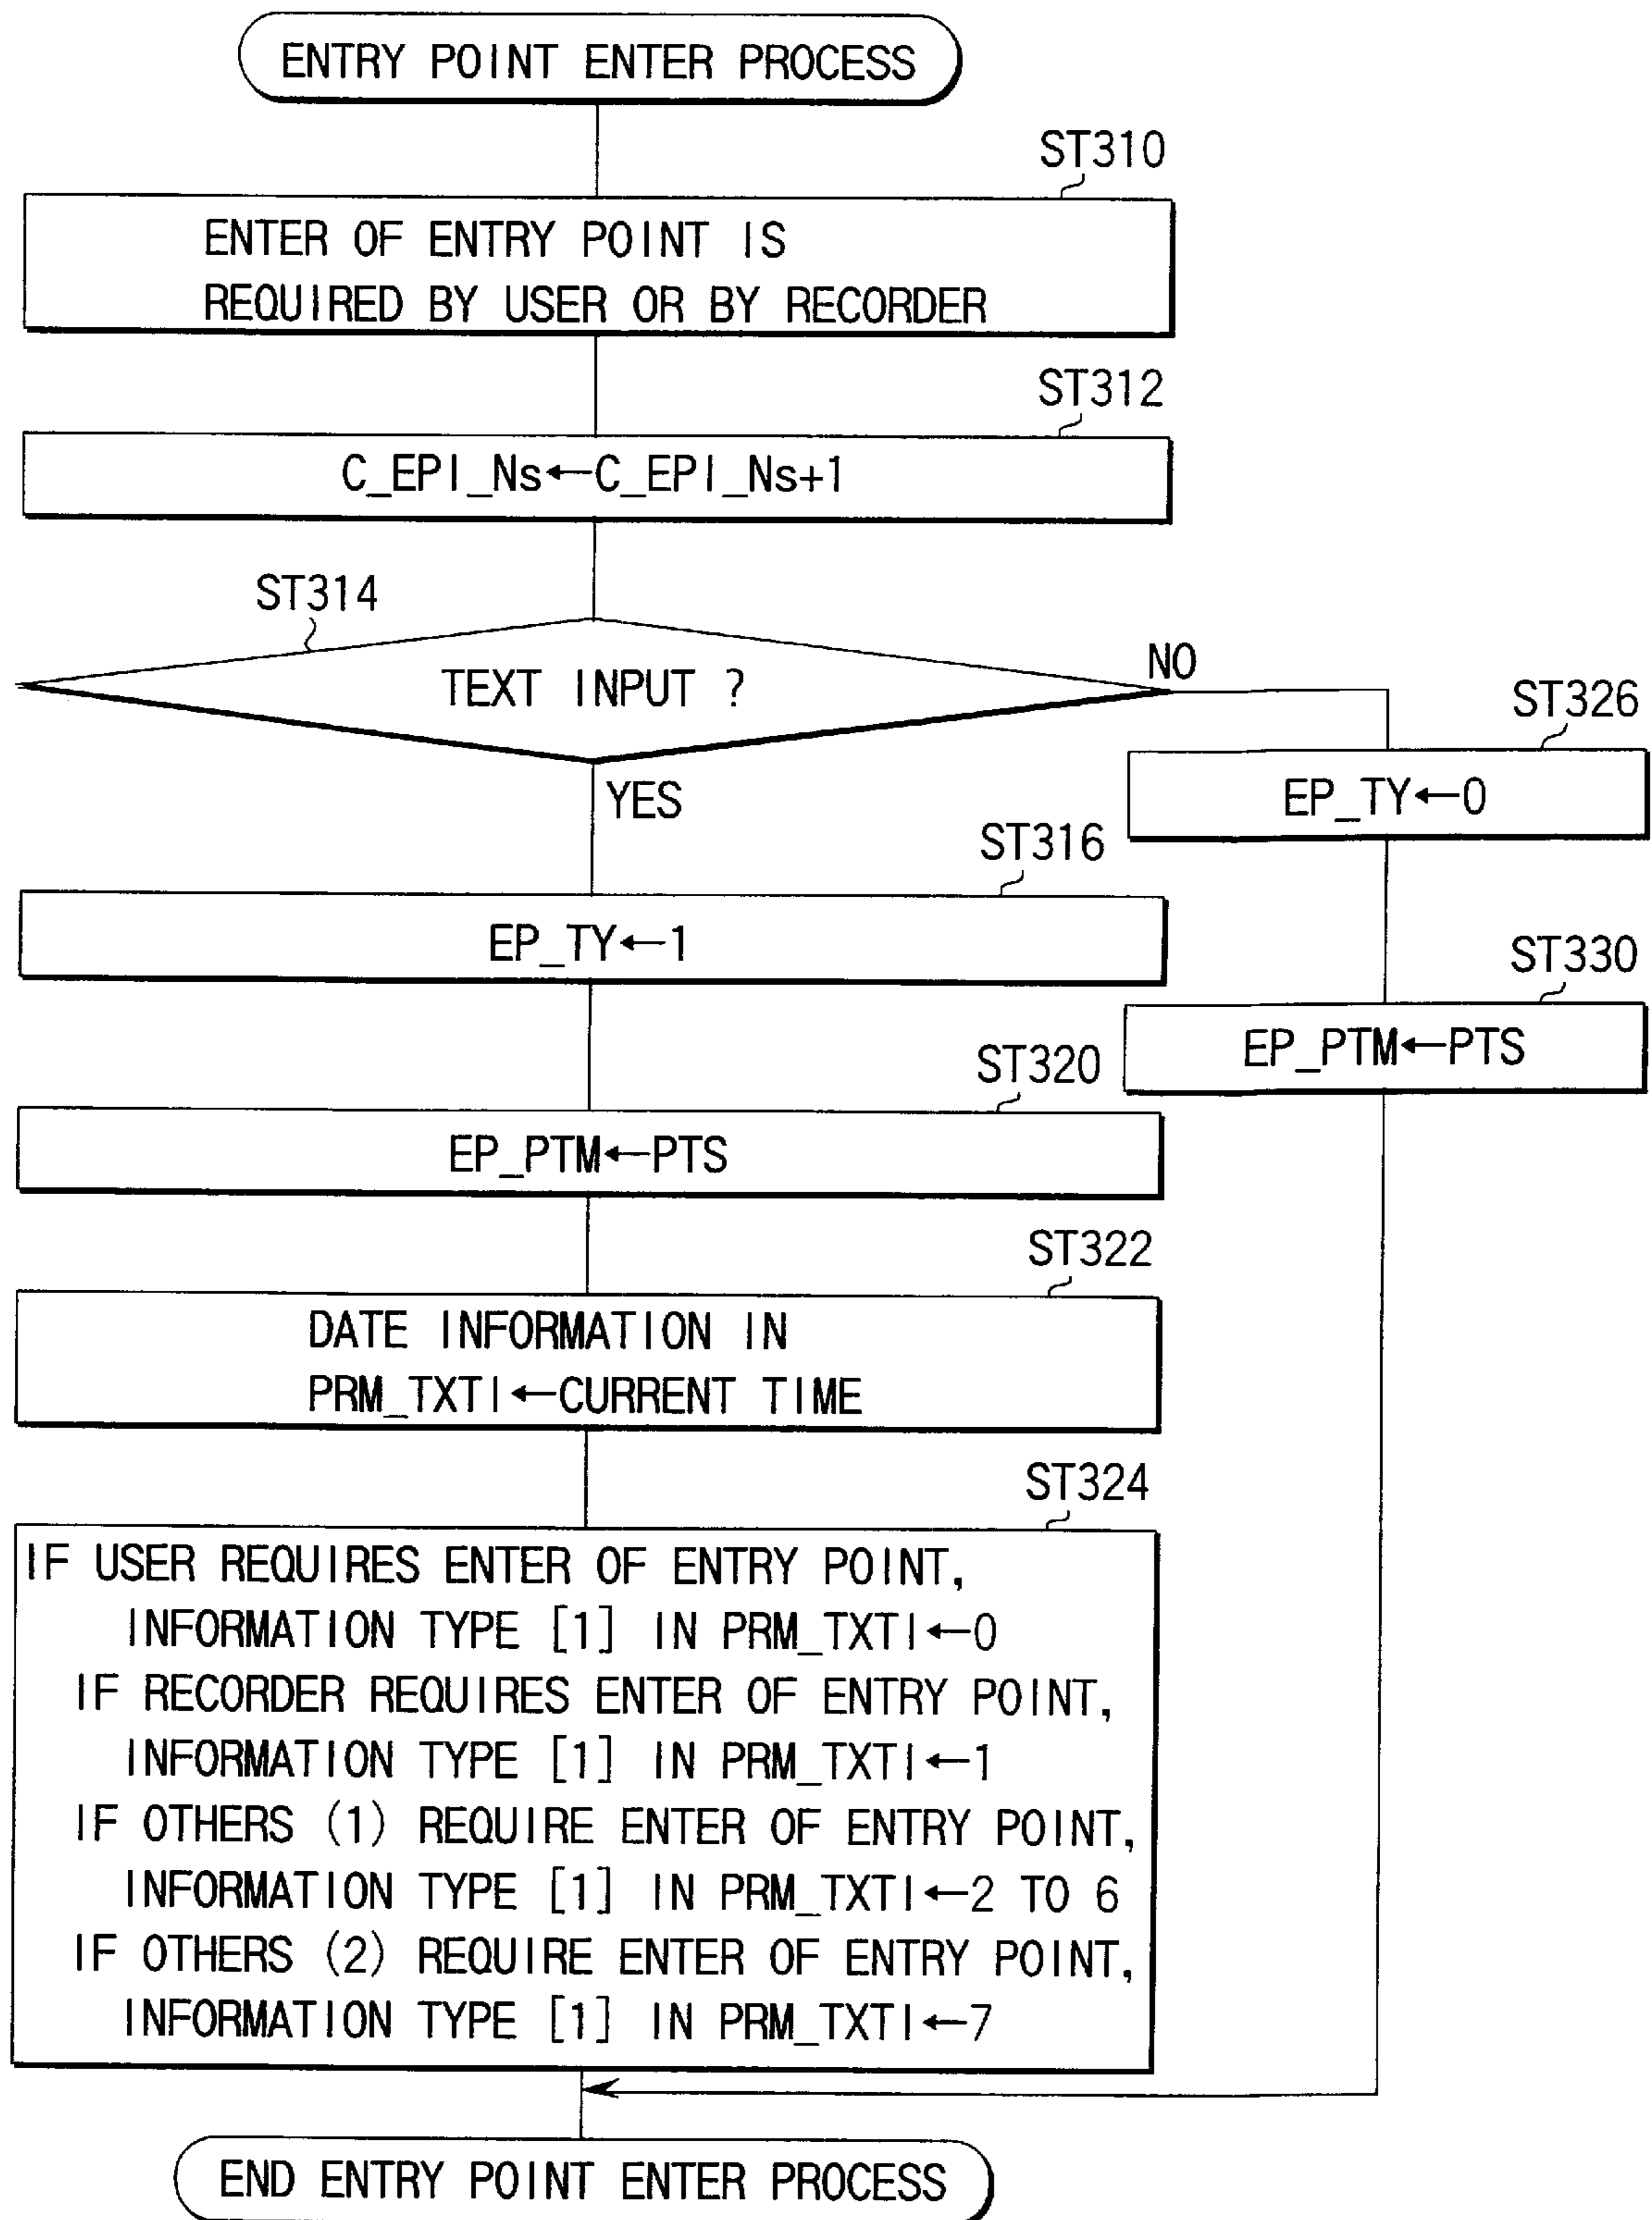 ENTRY POINT ENTER PROCESS
ST310
ENTER OF ENTRY POINT IS
REQUIRED BY USER OR BY RECORDER
ST312
C_EPI_Ns←C_EPI_Ns+1
ST314
TEXT INPUT ?
NO
YES
ST326
EP_TY←0
ST316
EP_TY←1
ST330
EP_PTM←PTS
ST320
EP_PTM←PTS
ST322
DATE INFORMATION IN
PRM_TXTI←CURRENT TIME
ST324
IF USER REQUIRES ENTER OF ENTRY POINT,
INFORMATION TYPE [1] IN PRM_TXTI←0
IF RECORDER REQUIRES ENTER OF ENTRY POINT,
INFORMATION TYPE [1] IN PRM_TXTI←1
IF OTHERS (1) REQUIRE ENTER OF ENTRY POINT,
INFORMATION TYPE [1] IN PRM_TXTI←2 TO 6
IF OTHERS (2) REQUIRE ENTER OF ENTRY POINT,
INFORMATION TYPE [1] IN PRM_TXTI←7
END ENTRY POINT ENTER PROCESS